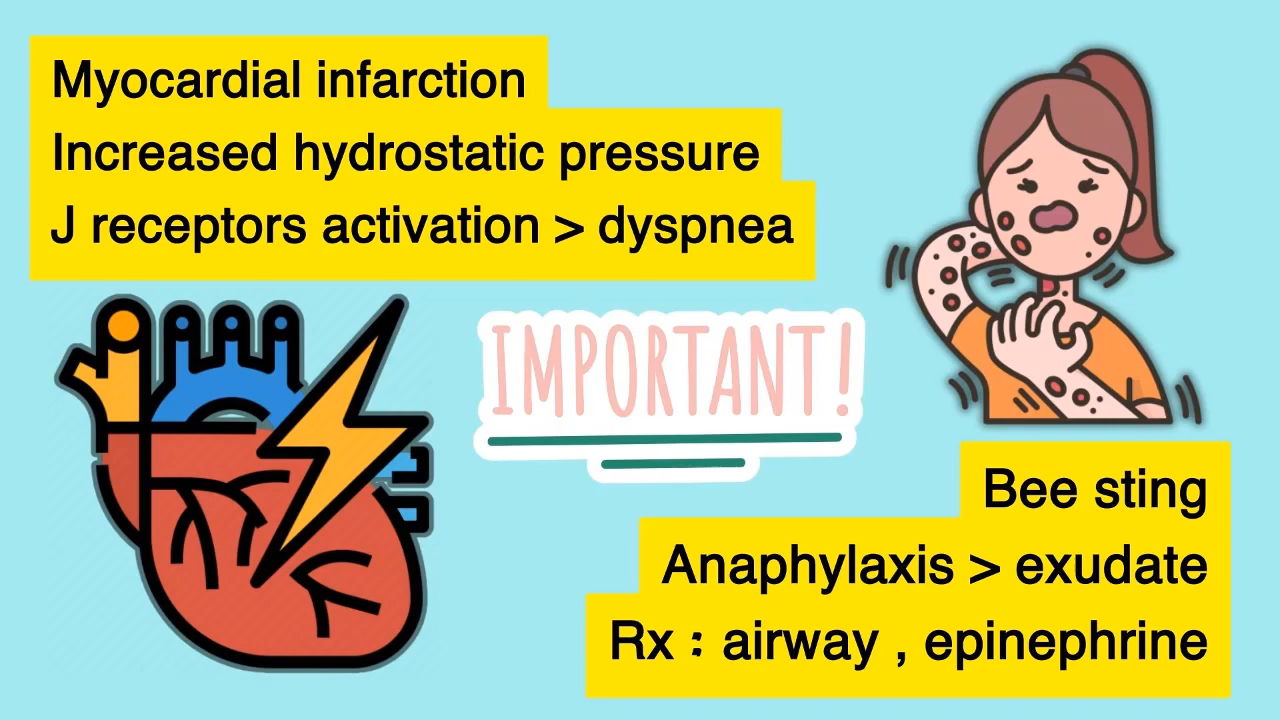 Myocardial infarction
Increased hydrostatic pressure
J receptors activation > dyspnea
IMPORTANT!
Bee sting
Anaphylaxis > exudate
Rx : airway , epinephrine